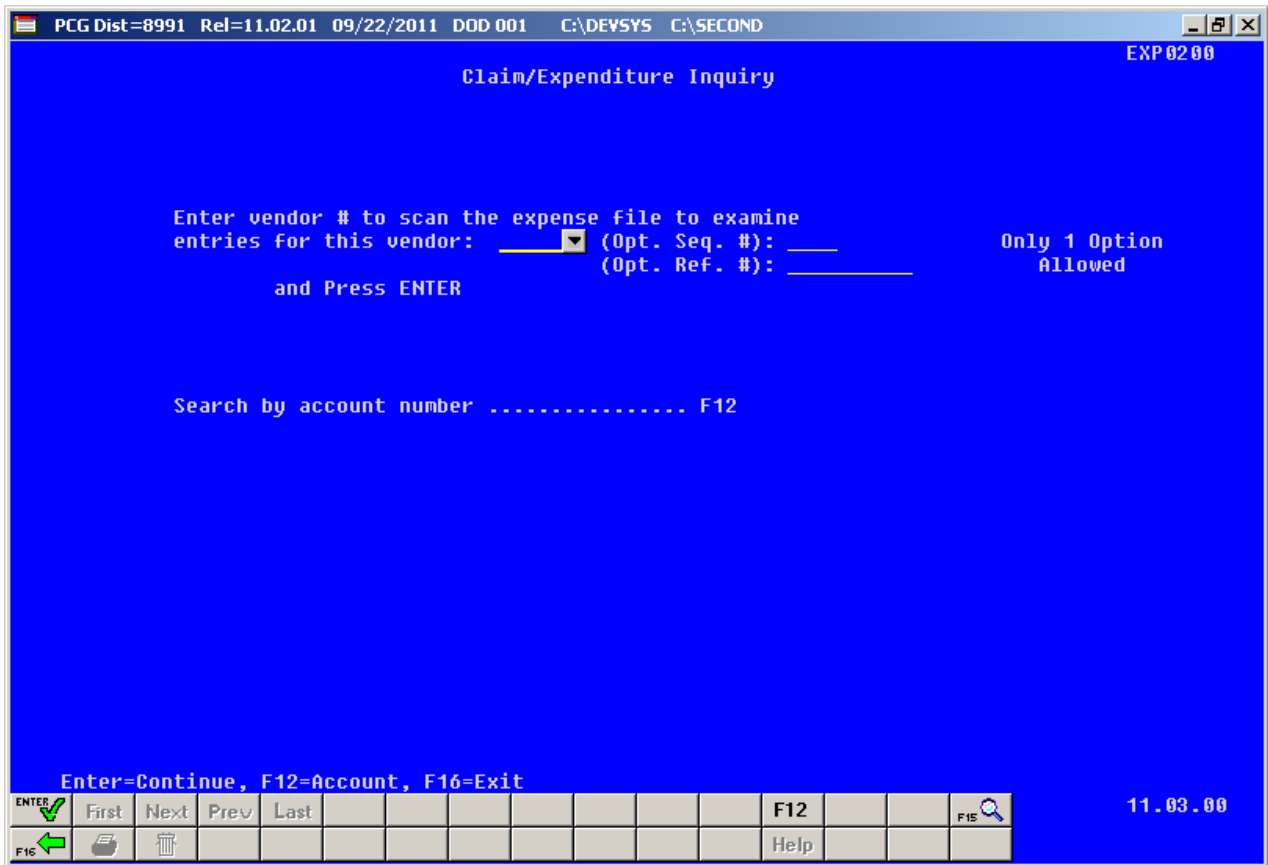 PCG Dist=8991 Rel=11.02.01 09/22/2011 DOD 001 C:\DEVSYS C:\SECOND
EXP0200
Claim/Expenditure Inquiry
Enter vendor # to scan the expense file to examine
entries for this vendor: (Opt. Seq. #): Only 1 Option
(Opt. Ref. #): Allowed
and Press ENTER
Search by account number ................ F12
Enter=Continue, F12=Account, F16=Exit
ENTER First Next Prev Last F12 F15 11.03.00
F16 Help